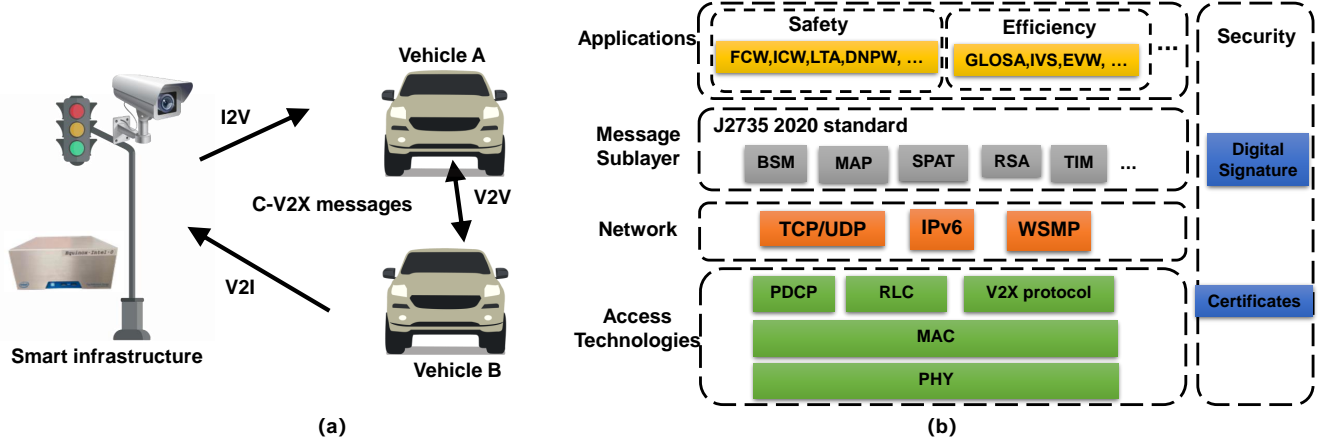 Vehicle A
I2V
C-V2X messages
V2V
V2I
Smart infrastructure
Vehicle B
(a)
Applications
Safety
FCW,ICW,LTA,DNPW, ...
Efficiency
GLOSA,IVS,EVW, ...
...
Security
Message
Sublayer
J2735 2020 standard
BSM
MAP
SPAT
RSA
TIM
...
Digital
Signature
Network
TCP/UDP
IPv6
WSMP
Access
Technologies
PDCP
RLC
V2X protocol
MAC
PHY
Certificates
(b)